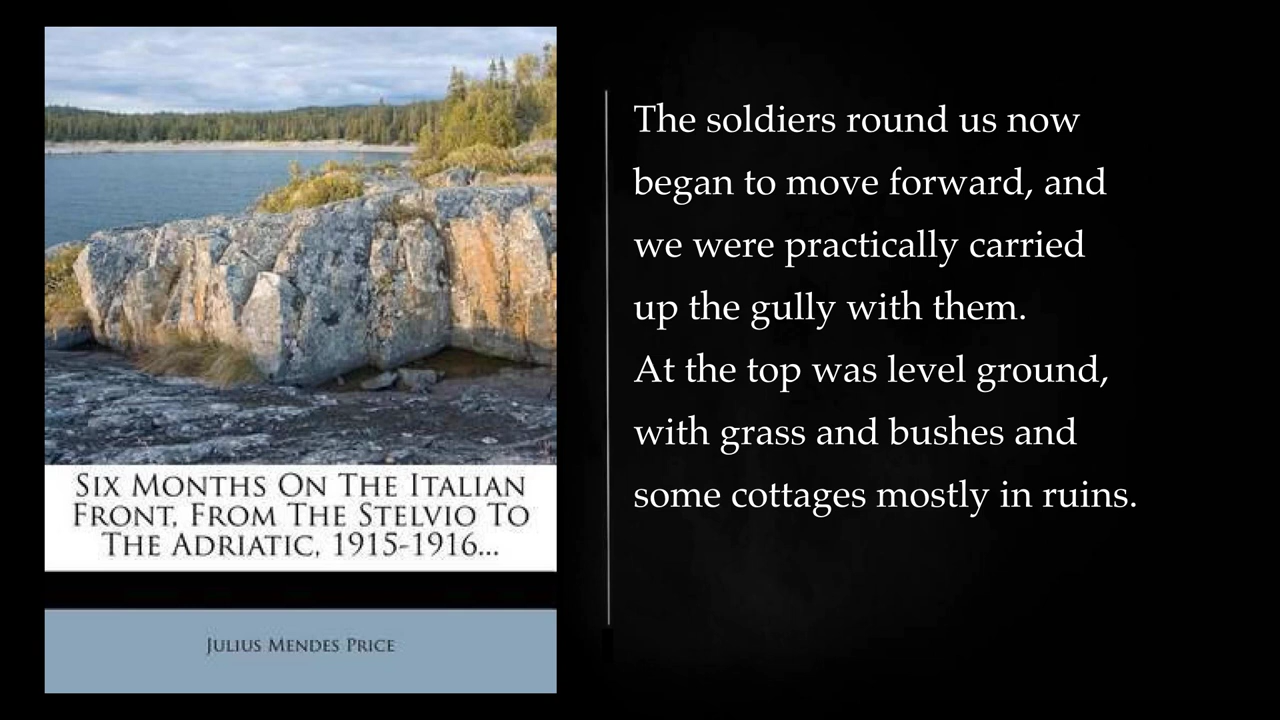 Six Months On The Italian
Front, From The Stelvio To
The Adriatic, 1915-1916...
Julius Mendes Price
The soldiers round us now
began to move forward, and
we were practically carried
up the gully with them.
At the top was level ground,
with grass and bushes and
some cottages mostly in ruins.